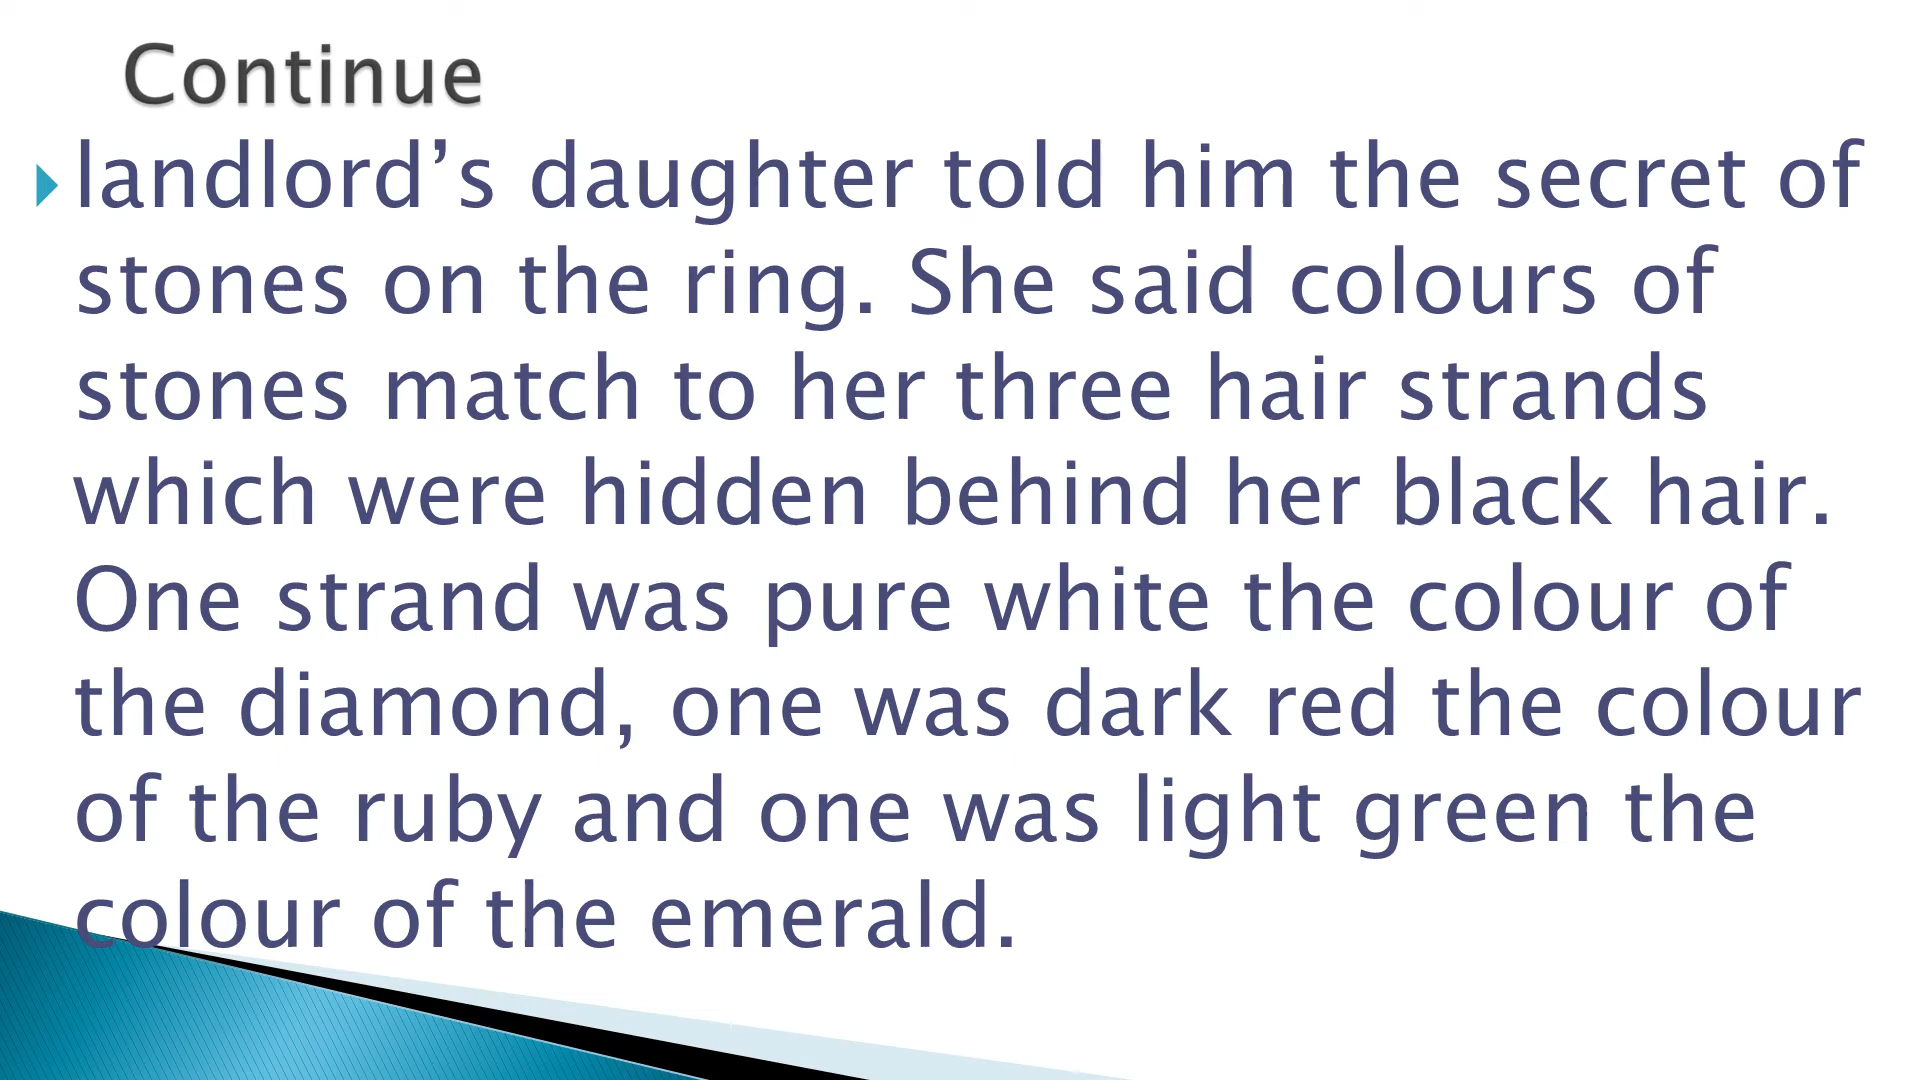 Continue
landlord’s daughter told him the secret of
stones on the ring. She said colours of
stones match to her three hair strands
which were hidden behind her black hair.
One strand was pure white the colour of
the diamond, one was dark red the colour
of the ruby and one was light green the
colour of the emerald.